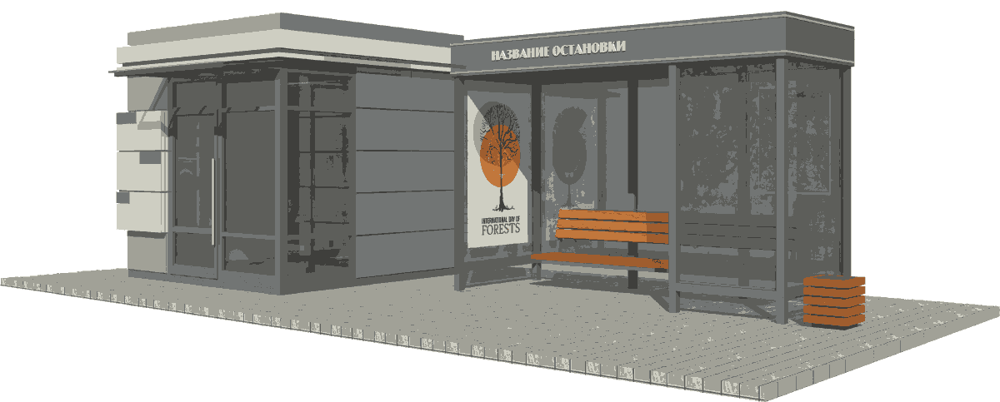 НАЗВАНИЕ ОСТАНОВКИ
INTERNATIONAL DAY OF
FORESTS